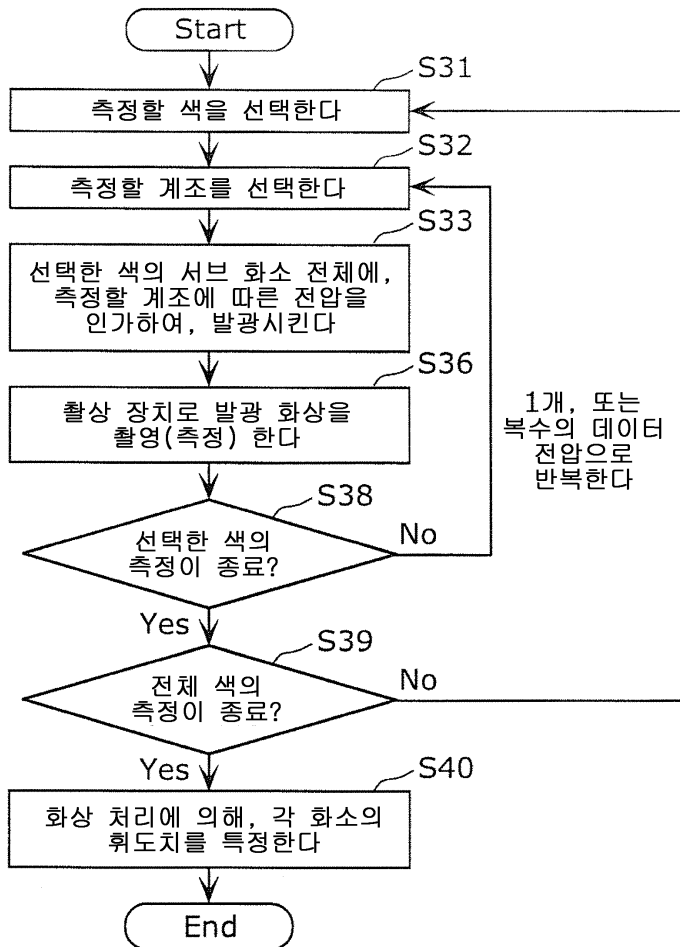 Start
S31
측정할 색을 선택한다
S32
측정할 계조를 선택한다
S33
선택한 색의 서브 화소 전체에,
측정할 계조에 따른 전압을
인가하여, 발광시킨다
S36
촬상 장치로 발광 화상을
촬영(측정) 한다
1개, 또는
복수의 데이터
전압으로
반복한다
S38
선택한 색의
측정이 종료?
No
Yes
S39
전체 색의
측정이 종료?
No
Yes
S40
화상 처리에 의해, 각 화소의
휘도치를 특정한다
End